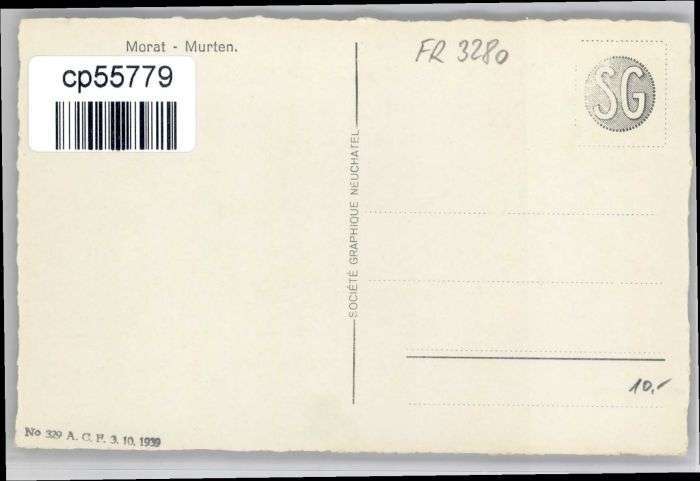 Morat - Murten.
cp55779
FR 3280
SG
SOCIÉTÉ GRAPHIQUE NEUCHATEL
10.-
No 329 A. C. F. 3. 10, 1939